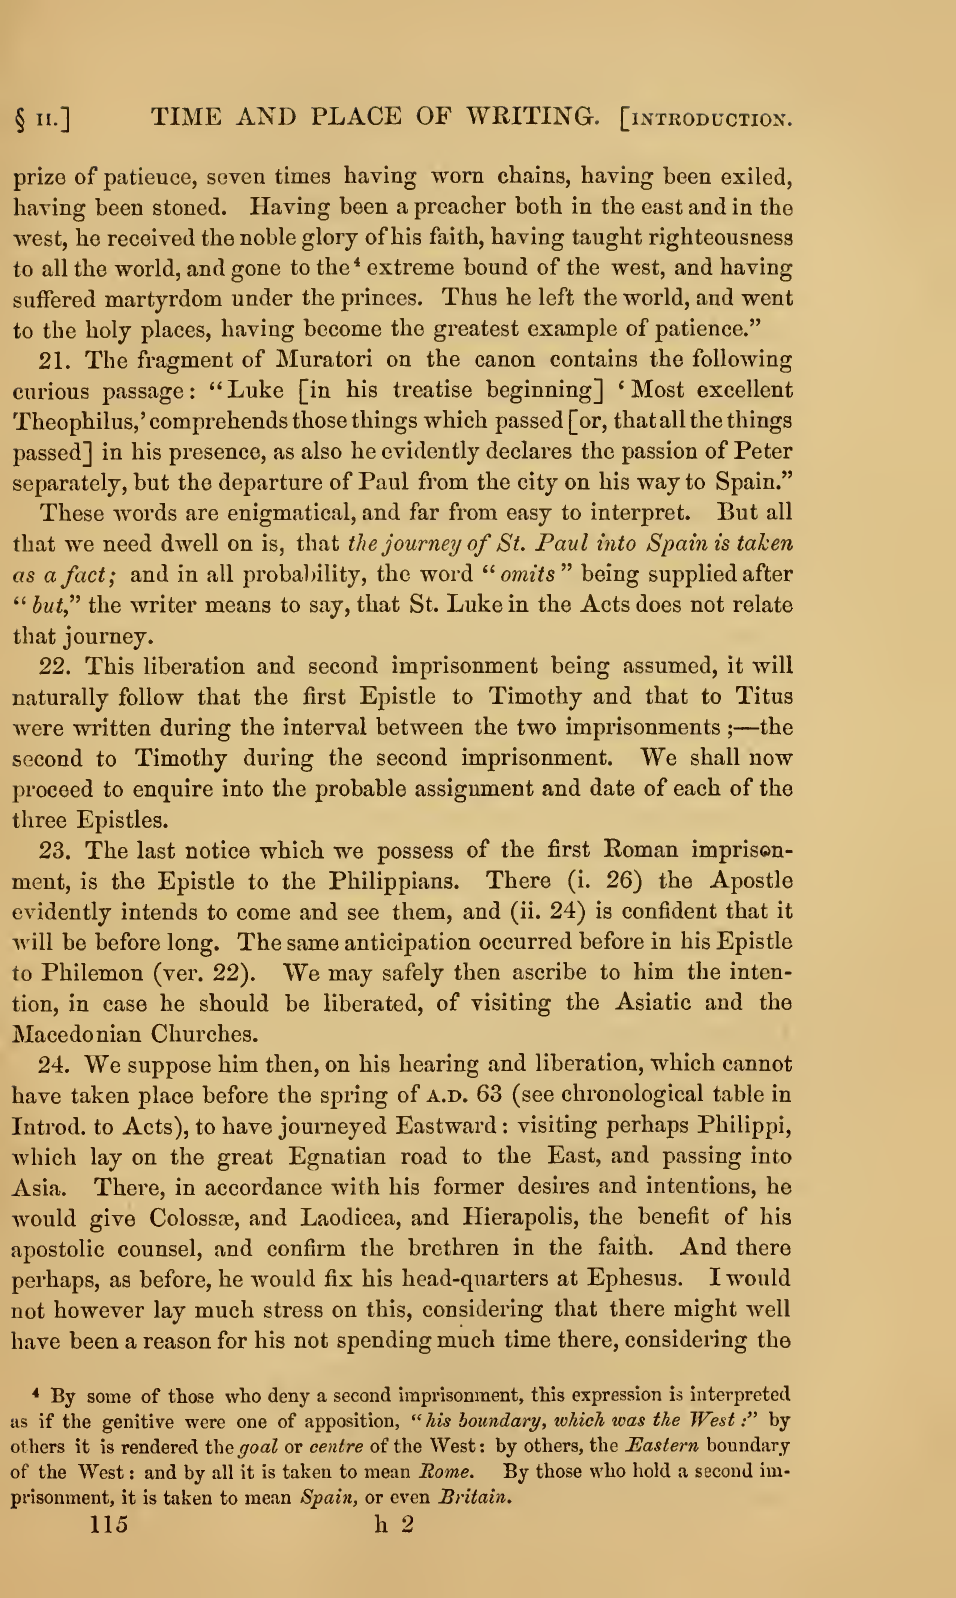 § II.] TIME AND PLACE OF WRITING. [INTRODUCTION.
prize of patience, seven times having worn chains, having been exiled,
having been stoned. Having been a preacher both in the east and in the
west, he received the noble glory of his faith, having taught righteousness
to all the world, and gone to the⁴ extreme bound of the west, and having
suffered martyrdom under the princes. Thus he left the world, and went
to the holy places, having become the greatest example of patience.”
21. The fragment of Muratori on the canon contains the following
curious passage: “Luke [in his treatise beginning] ‘Most excellent
Theophilus,’ comprehends those things which passed [or, that all the things
passed] in his presence, as also he evidently declares the passion of Peter
separately, but the departure of Paul from the city on his way to Spain.”
These words are enigmatical, and far from easy to interpret. But all
that we need dwell on is, that the journey of St. Paul into Spain is taken
as a fact; and in all probability, the word “omits” being supplied after
“but,” the writer means to say, that St. Luke in the Acts does not relate
that journey.
22. This liberation and second imprisonment being assumed, it will
naturally follow that the first Epistle to Timothy and that to Titus
were written during the interval between the two imprisonments ;—the
second to Timothy during the second imprisonment. We shall now
proceed to enquire into the probable assignment and date of each of the
three Epistles.
23. The last notice which we possess of the first Roman imprison-
ment, is the Epistle to the Philippians. There (i. 26) the Apostle
evidently intends to come and see them, and (ii. 24) is confident that it
will be before long. The same anticipation occurred before in his Epistle
to Philemon (ver. 22). We may safely then ascribe to him the inten-
tion, in case he should be liberated, of visiting the Asiatic and the
Macedonian Churches.
24. We suppose him then, on his hearing and liberation, which cannot
have taken place before the spring of A.D. 63 (see chronological table in
Introd. to Acts), to have journeyed Eastward: visiting perhaps Philippi,
which lay on the great Egnatian road to the East, and passing into
Asia. There, in accordance with his former desires and intentions, he
would give Colossæ, and Laodicea, and Hierapolis, the benefit of his
apostolic counsel, and confirm the brethren in the faith. And there
perhaps, as before, he would fix his head-quarters at Ephesus. I would
not however lay much stress on this, considering that there might well
have been a reason for his not spending much time there, considering the
⁴ By some of those who deny a second imprisonment, this expression is interpreted
as if the genitive were one of apposition, “his boundary, which was the West:” by
others it is rendered the goal or centre of the West: by others, the Eastern boundary
of the West: and by all it is taken to mean Rome. By those who hold a second im-
prisonment, it is taken to mean Spain, or even Britain.
115 h 2